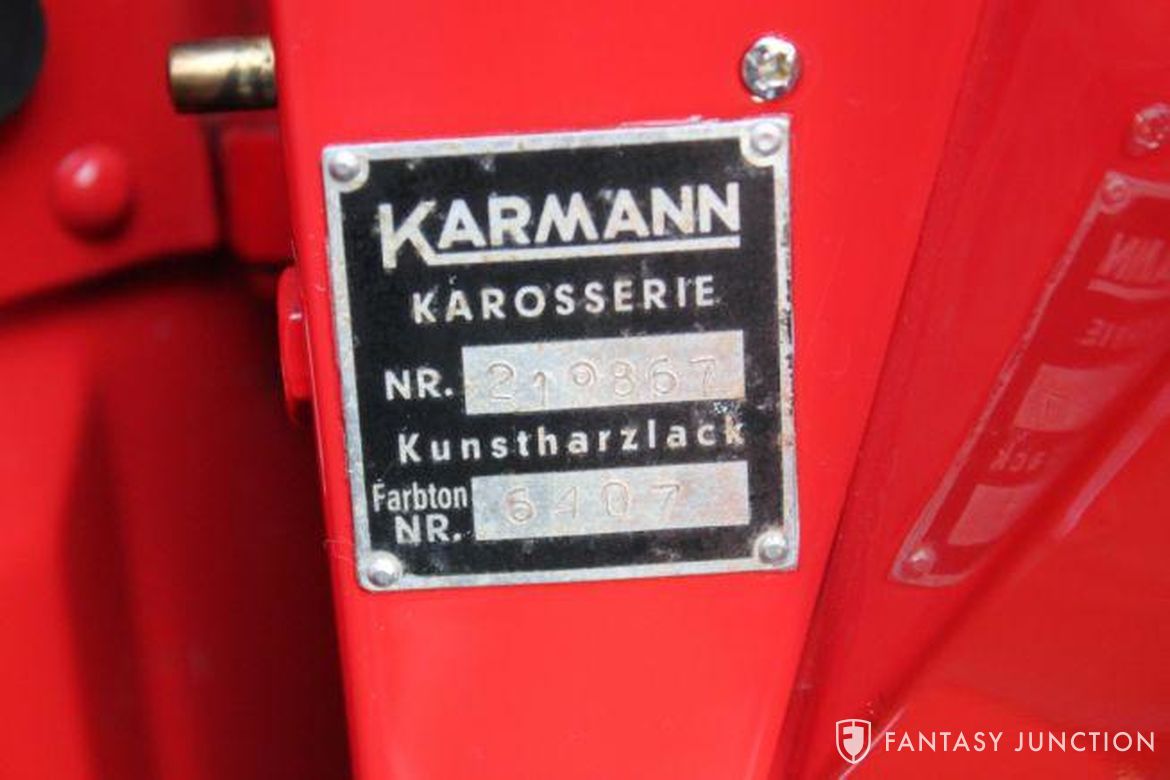 KARMANN
KAROSSERIE
NR. 219867
Kunstharzlack
Farbton
NR. 6407
FANTASY JUNCTION